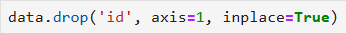 data.drop('id', axis=1, inplace=True)